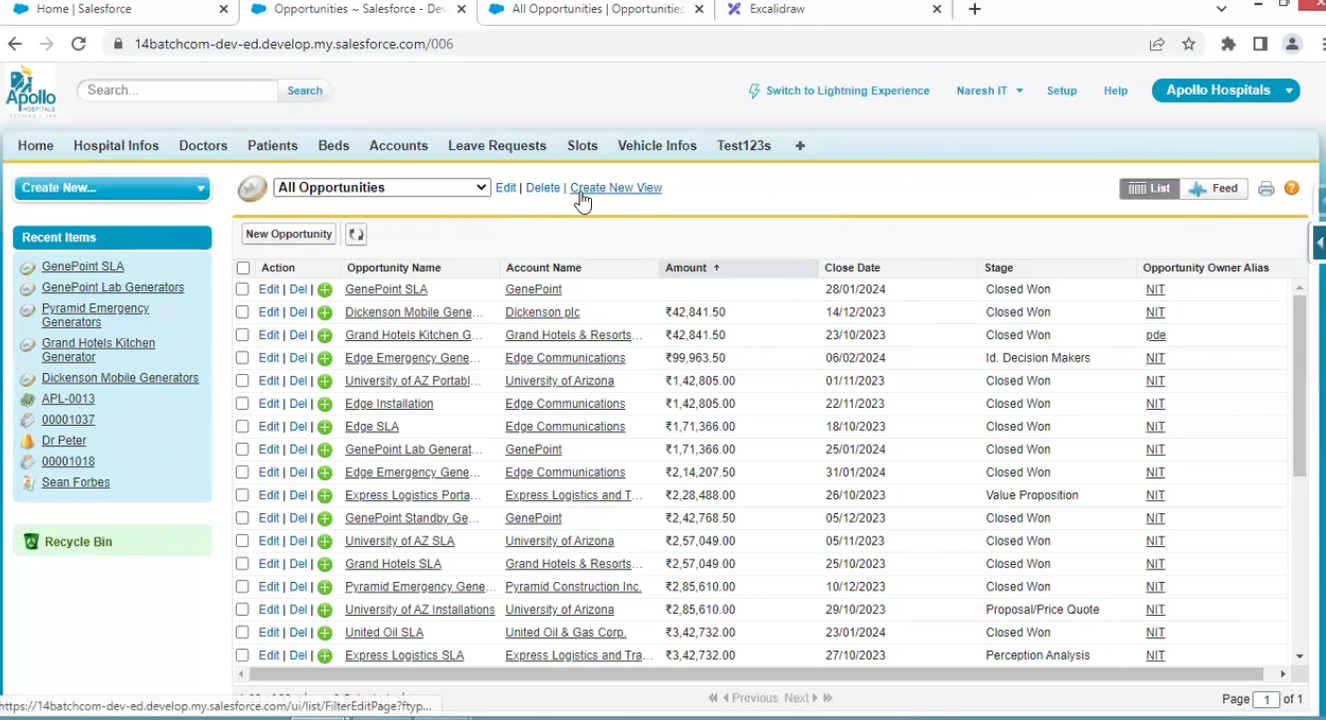 Home | Salesforce
Opportunities ~ Salesforce - Dev
All Opportunities | Opportunities
Excalidraw
14batchcom-dev-ed.develop.my.salesforce.com/006
Apollo
HOSPITALS
Search...
Search
Switch to Lightning Experience
Naresh IT
Setup
Help
Apollo Hospitals
Home Hospital Infos Doctors Patients Beds Accounts Leave Requests Slots Vehicle Infos Test123s +
Create New...
All Opportunities
Edit | Delete | Create New View
List
Feed
Recent Items
GenePoint SLA
GenePoint Lab Generators
Pyramid Emergency
Generators
Grand Hotels Kitchen
Generator
Dickenson Mobile Generators
APL-0013
00001037
Dr Peter
00001018
Sean Forbes
Recycle Bin
New Opportunity
Action Opportunity Name Account Name Amount ↑ Close Date Stage Opportunity Owner Alias
Edit | Del GenePoint SLA GenePoint 28/01/2024 Closed Won NIT
Edit | Del Dickenson Mobile Gene... Dickenson plc ₹42,841.50 14/12/2023 Closed Won NIT
Edit | Del Grand Hotels Kitchen G... Grand Hotels & Resorts... ₹42,841.50 23/10/2023 Closed Won pde
Edit | Del Edge Emergency Gene... Edge Communications ₹99,963.50 06/02/2024 Id. Decision Makers NIT
Edit | Del University of AZ Portabl... University of Arizona ₹1,42,805.00 01/11/2023 Closed Won NIT
Edit | Del Edge Installation Edge Communications ₹1,42,805.00 22/11/2023 Closed Won NIT
Edit | Del Edge SLA Edge Communications ₹1,71,366.00 18/10/2023 Closed Won NIT
Edit | Del GenePoint Lab Generat... GenePoint ₹1,71,366.00 25/01/2024 Closed Won NIT
Edit | Del Edge Emergency Gene... Edge Communications ₹2,14,207.50 31/01/2024 Closed Won NIT
Edit | Del Express Logistics Porta... Express Logistics and T... ₹2,28,488.00 26/10/2023 Value Proposition NIT
Edit | Del GenePoint Standby Ge... GenePoint ₹2,42,768.50 05/12/2023 Closed Won NIT
Edit | Del University of AZ SLA University of Arizona ₹2,57,049.00 05/11/2023 Closed Won NIT
Edit | Del Grand Hotels SLA Grand Hotels & Resorts... ₹2,57,049.00 25/10/2023 Closed Won NIT
Edit | Del Pyramid Emergency Gene... Pyramid Construction Inc. ₹2,85,610.00 10/12/2023 Closed Won NIT
Edit | Del University of AZ Installations University of Arizona ₹2,85,610.00 29/10/2023 Proposal/Price Quote NIT
Edit | Del United Oil SLA United Oil & Gas Corp. ₹3,42,732.00 23/01/2024 Closed Won NIT
Edit | Del Express Logistics SLA Express Logistics and Tra... ₹3,42,732.00 27/10/2023 Perception Analysis NIT
Previous Next
Page 1 of 1
https://14batchcom-dev-ed.develop.my.salesforce.com/ui/list/FilterEditPage?ftyp...